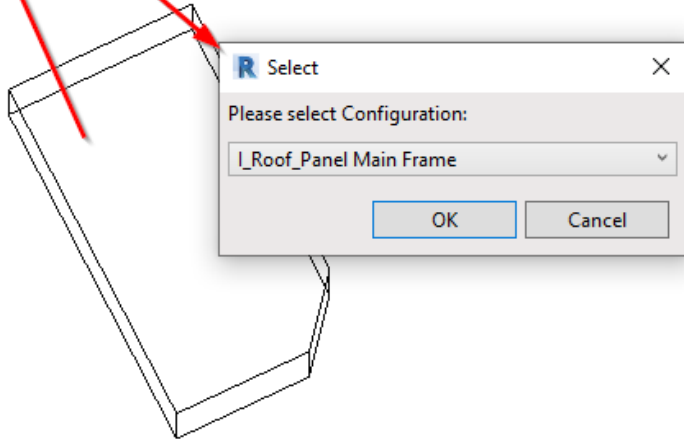 Select
Please select Configuration:
I_Roof_Panel Main Frame
OK
Cancel